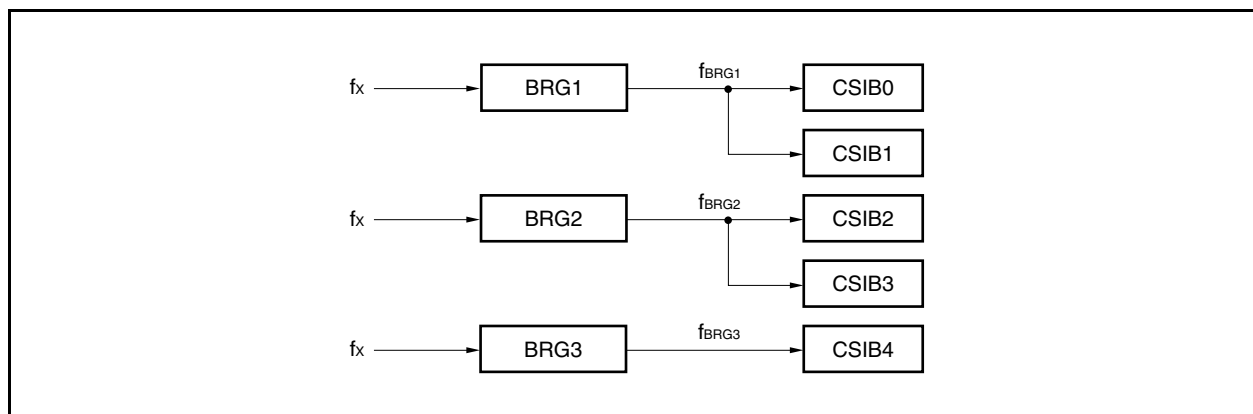 fX BRG1 fBRG1 CSIB0
CSIB1
fX BRG2 fBRG2 CSIB2
CSIB3
fX BRG3 fBRG3 CSIB4